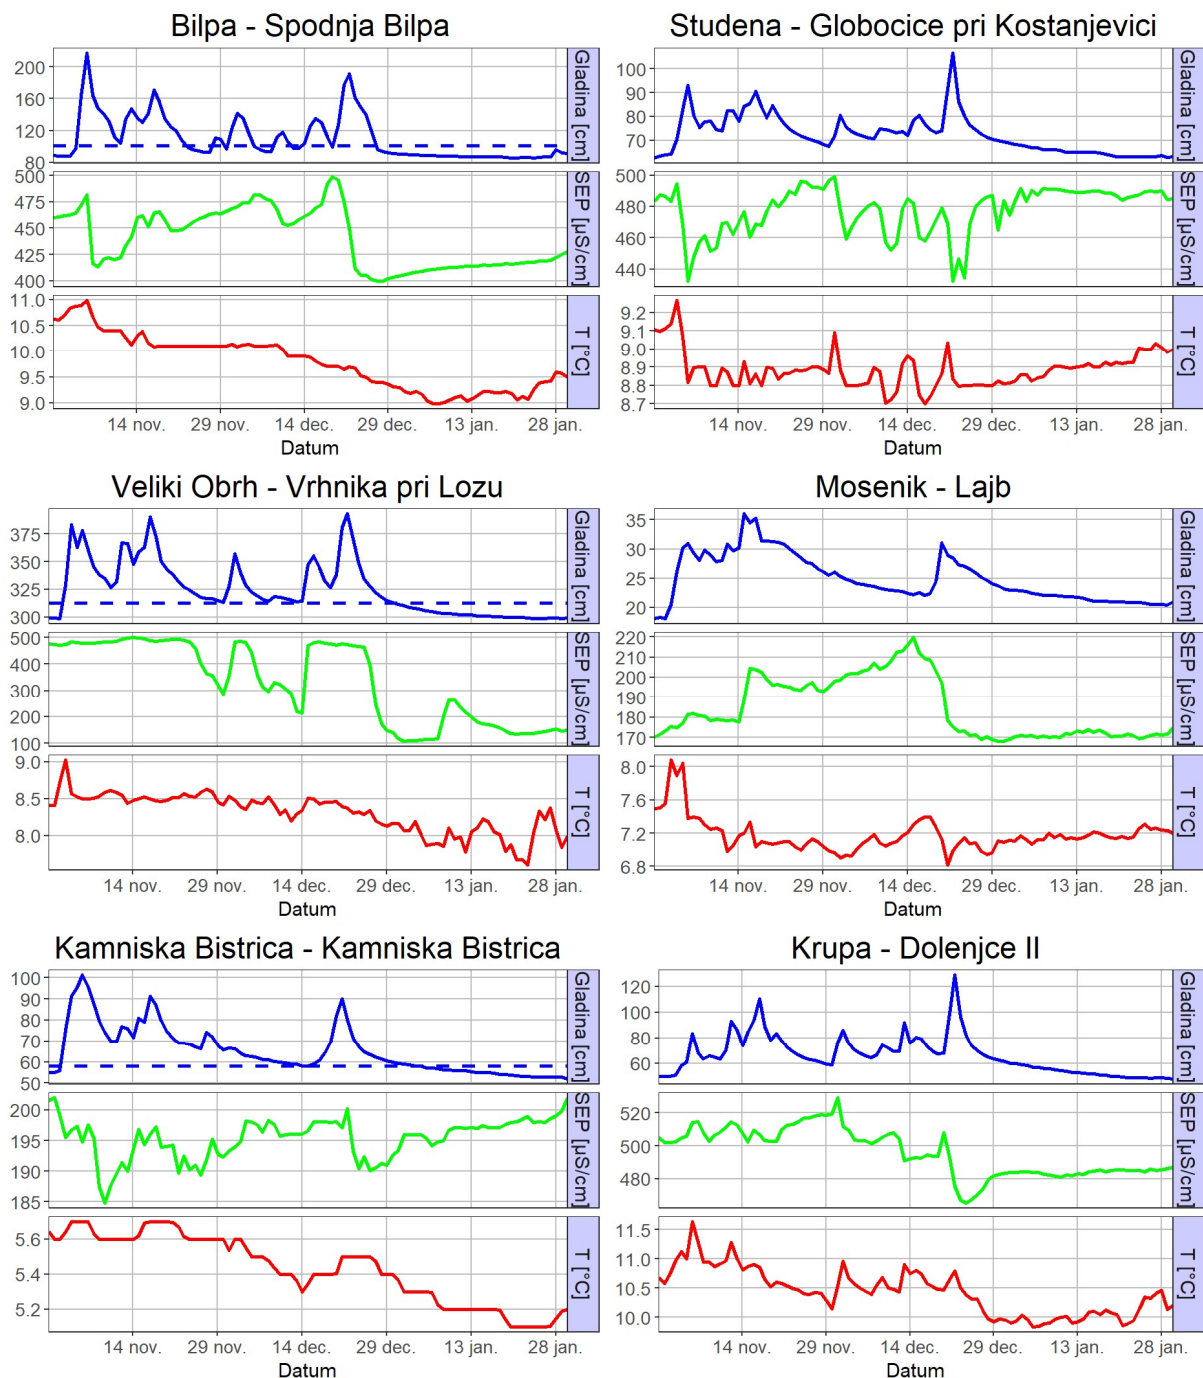 Bilpa - Spodnja Bilpa
200
160
120
80
Gladina [cm]
500
475
450
425
400
SEP [µS/cm]
11.0
10.5
10.0
9.5
9.0
T [°C]
14 nov.
29 nov.
14 dec.
29 dec.
13 jan.
28 jan.
Datum
Studena - Globocice pri Kostanjevici
100
90
80
70
Gladina [cm]
500
480
460
440
SEP [µS/cm]
9.2
9.1
9.0
8.9
8.8
8.7
T [°C]
14 nov.
29 nov.
14 dec.
29 dec.
13 jan.
28 jan.
Datum
Veliki Obrh - Vrhnika pri Lozu
375
350
325
300
Gladina [cm]
500
400
300
200
100
SEP [µS/cm]
9.0
8.5
8.0
T [°C]
14 nov.
29 nov.
14 dec.
29 dec.
13 jan.
28 jan.
Datum
Mosenik - Lajb
35
30
25
20
Gladina [cm]
220
210
200
190
180
170
SEP [µS/cm]
8.0
7.6
7.2
6.8
T [°C]
14 nov.
29 nov.
14 dec.
29 dec.
13 jan.
28 jan.
Datum
Kamniska Bistrica - Kamniska Bistrica
100
90
80
70
60
50
Gladina [cm]
200
195
190
185
SEP [µS/cm]
5.6
5.4
5.2
T [°C]
14 nov.
29 nov.
14 dec.
29 dec.
13 jan.
28 jan.
Datum
Krupa - Dolenjce II
120
100
80
60
Gladina [cm]
520
500
480
SEP [µS/cm]
11.5
11.0
10.5
10.0
T [°C]
14 nov.
29 nov.
14 dec.
29 dec.
13 jan.
28 jan.
Datum